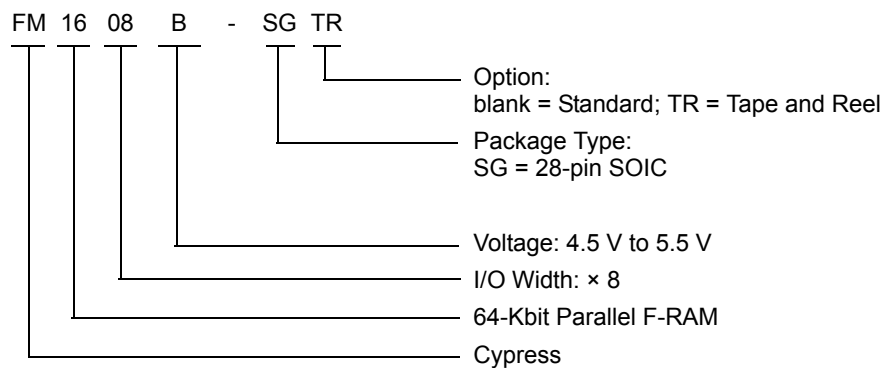 FM 16 08 B - SG TR
Option:
blank = Standard; TR = Tape and Reel
Package Type:
SG = 28-pin SOIC
Voltage: 4.5 V to 5.5 V
I/O Width: × 8
64-Kbit Parallel F-RAM
Cypress